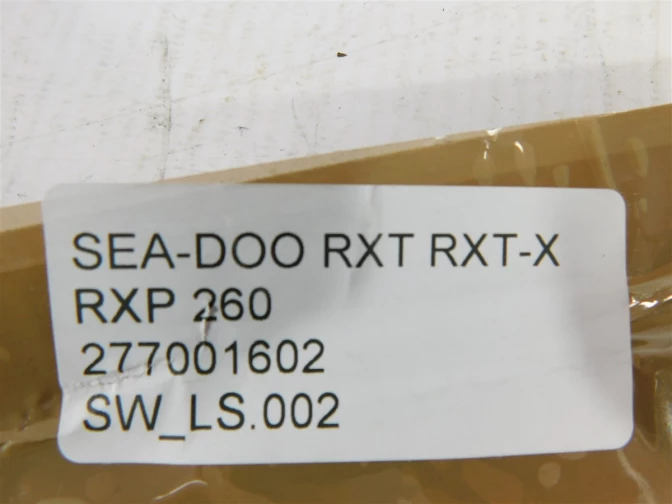 SEA-DOO RXT RXT-X
RXP 260
277001602
SW_LS.002